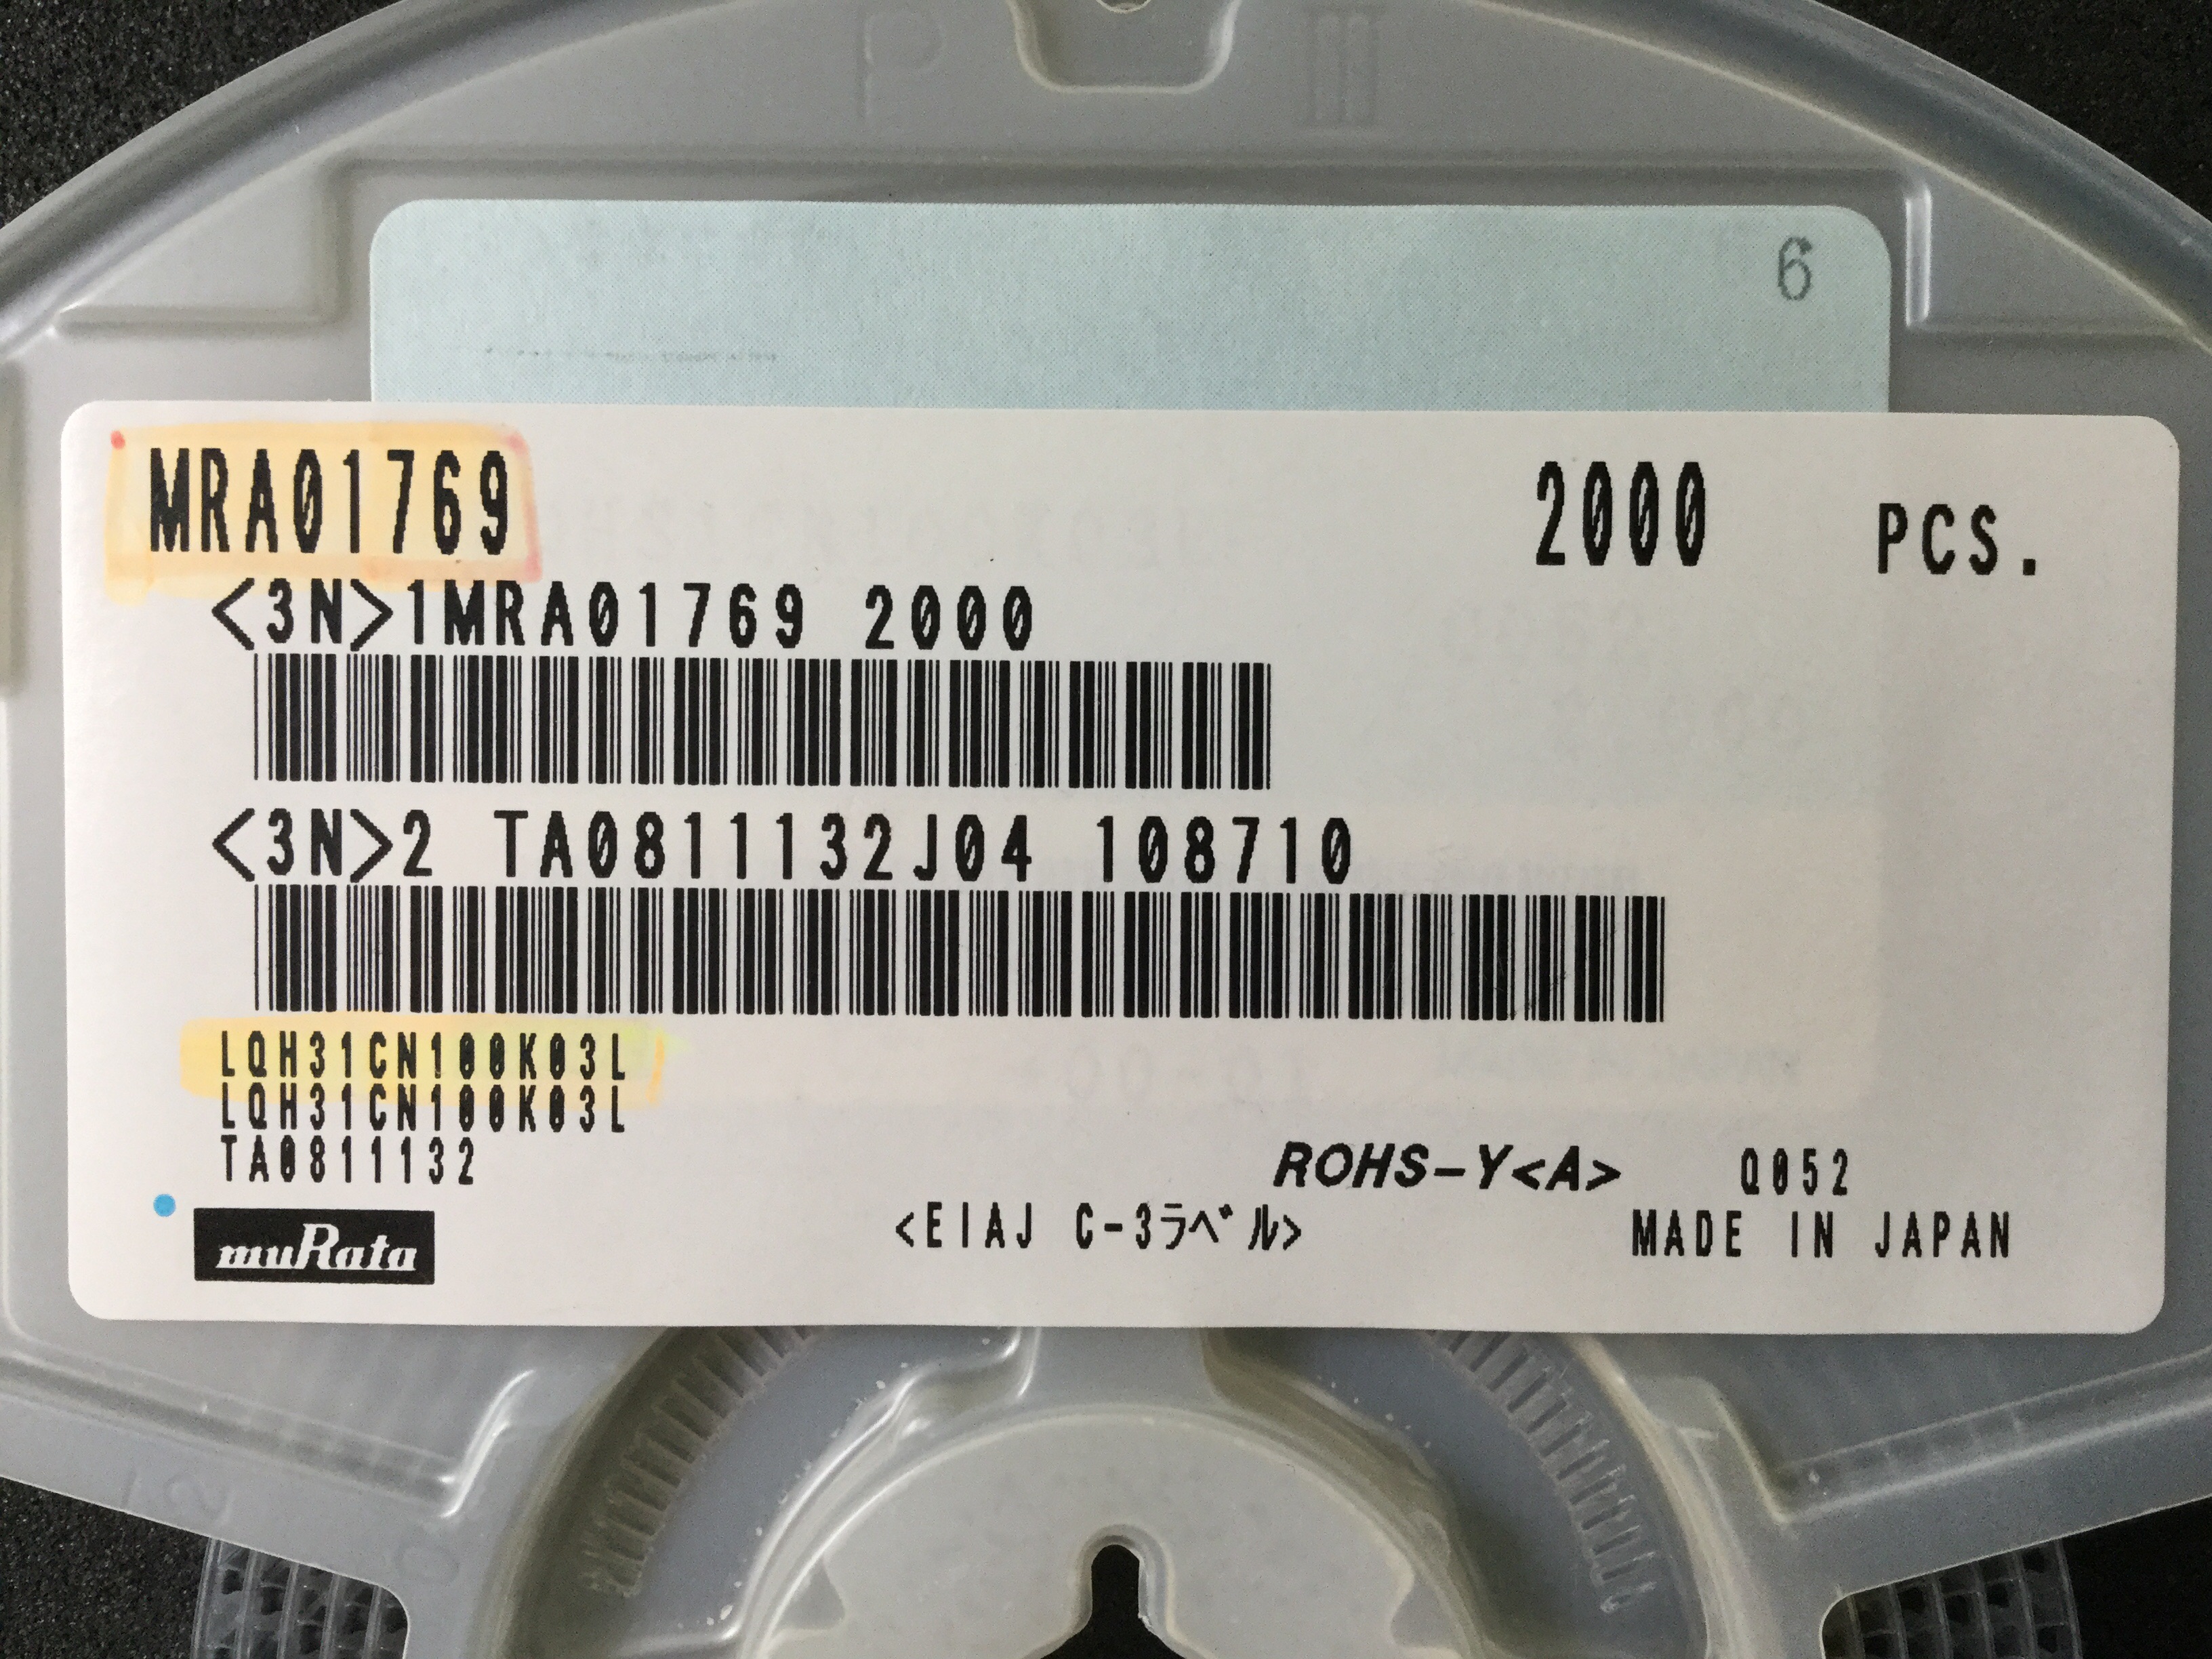 6
MRA01769 2000 PCS.
<3N>1MRA01769 2000
<3N>2 TA0811132J04 108710
LQH31CN100K03L
LQH31CN100K03L
TA0811132
ROHS-Y<A> Q052
muRata <EIAJ C-3ラベル> MADE IN JAPAN